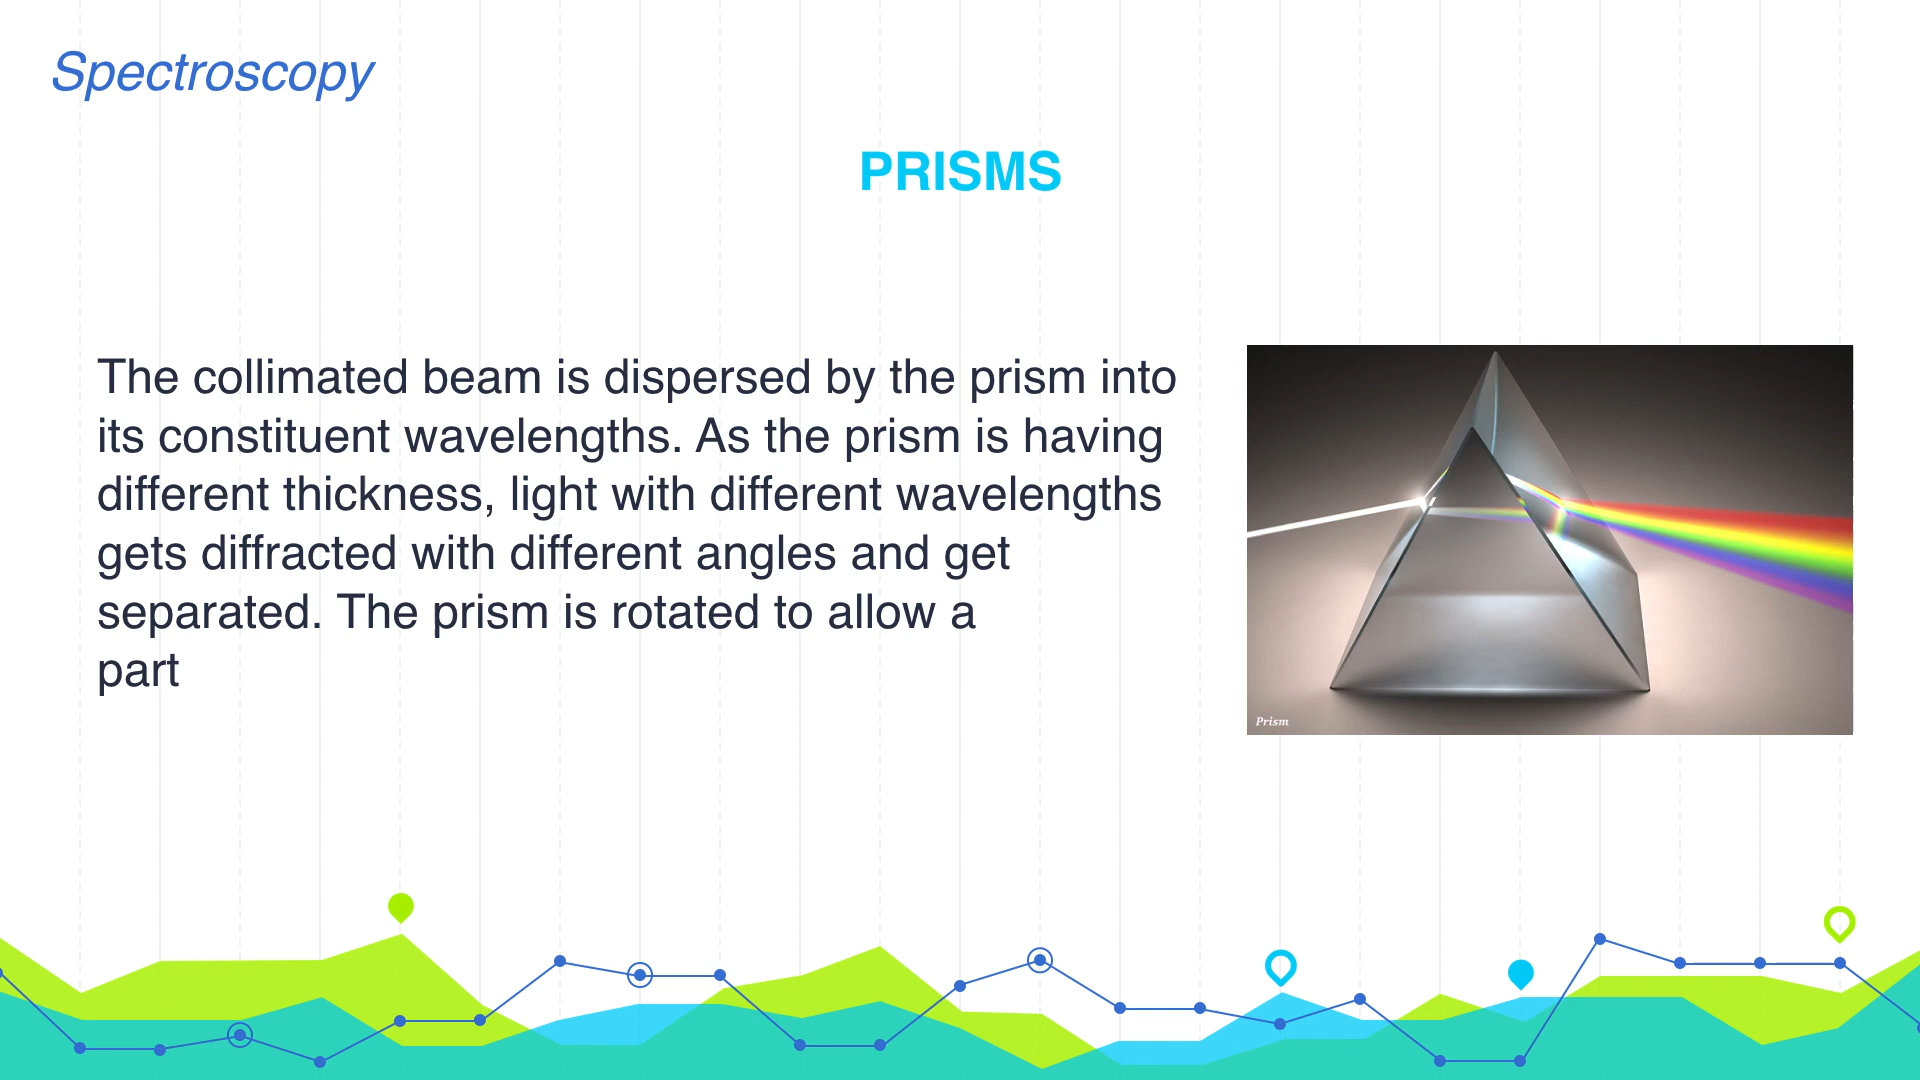 Spectroscopy
PRISMS
The collimated beam is dispersed by the prism into
its constituent wavelengths. As the prism is having
different thickness, light with different wavelengths
gets diffracted with different angles and get
separated. The prism is rotated to allow a
part
Prism